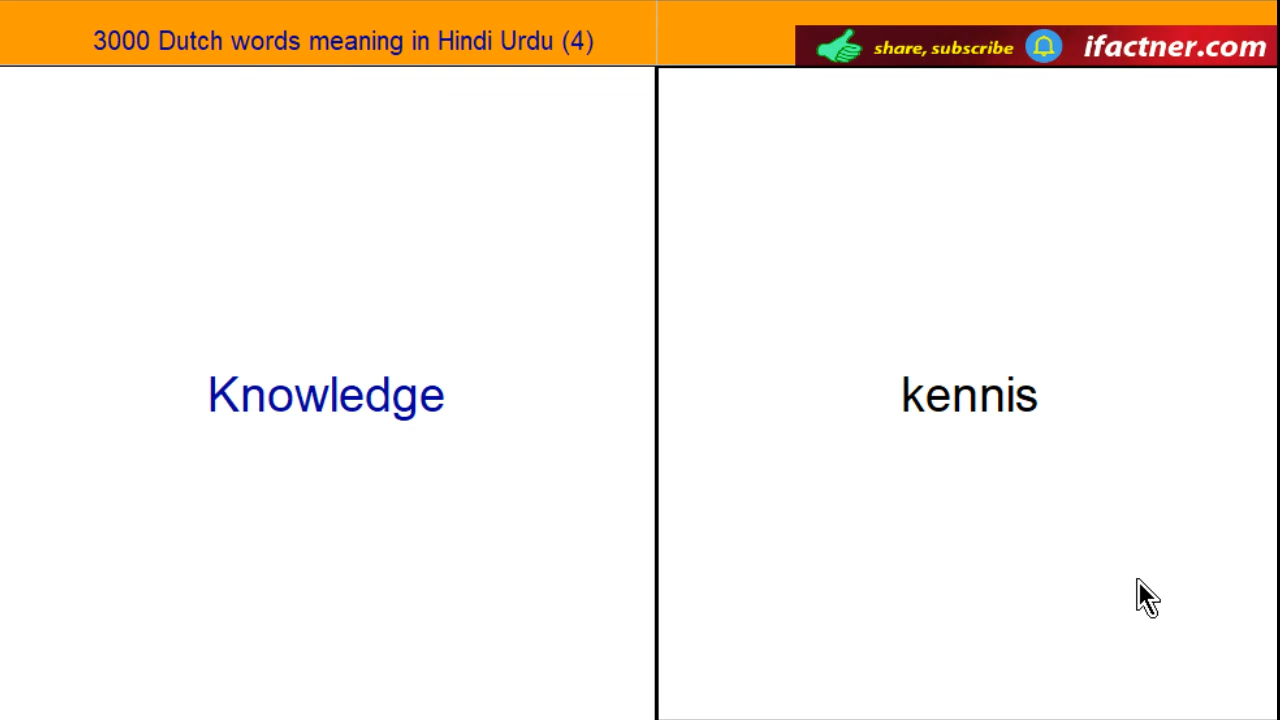 3000 Dutch words meaning in Hindi Urdu (4)
share, subscribe
ifactner.com
Knowledge
kennis